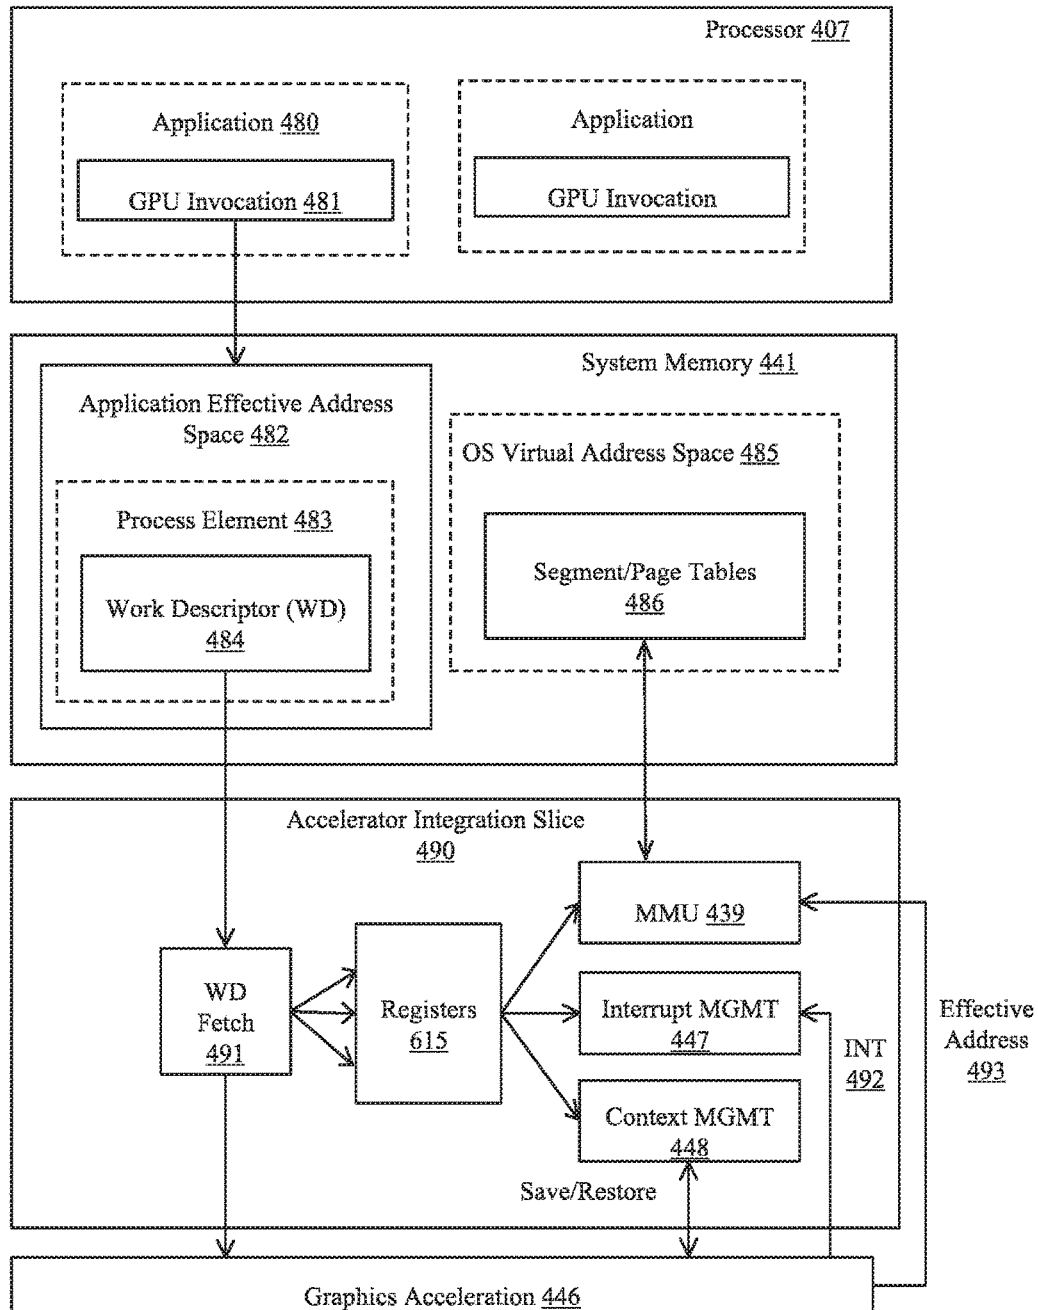 Processor 407
Application 480
Application
GPU Invocation 481
GPU Invocation
System Memory 441
Application Effective Address
Space 482
OS Virtual Address Space 485
Process Element 483
Segment/Page Tables
486
Work Descriptor (WD)
484
Accelerator Integration Slice
490
MMU 439
WD
Fetch
491
Registers
615
Interrupt MGMT
447
Effective
Address
493
INT
492
Context MGMT
448
Save/Restore
Graphics Acceleration 446